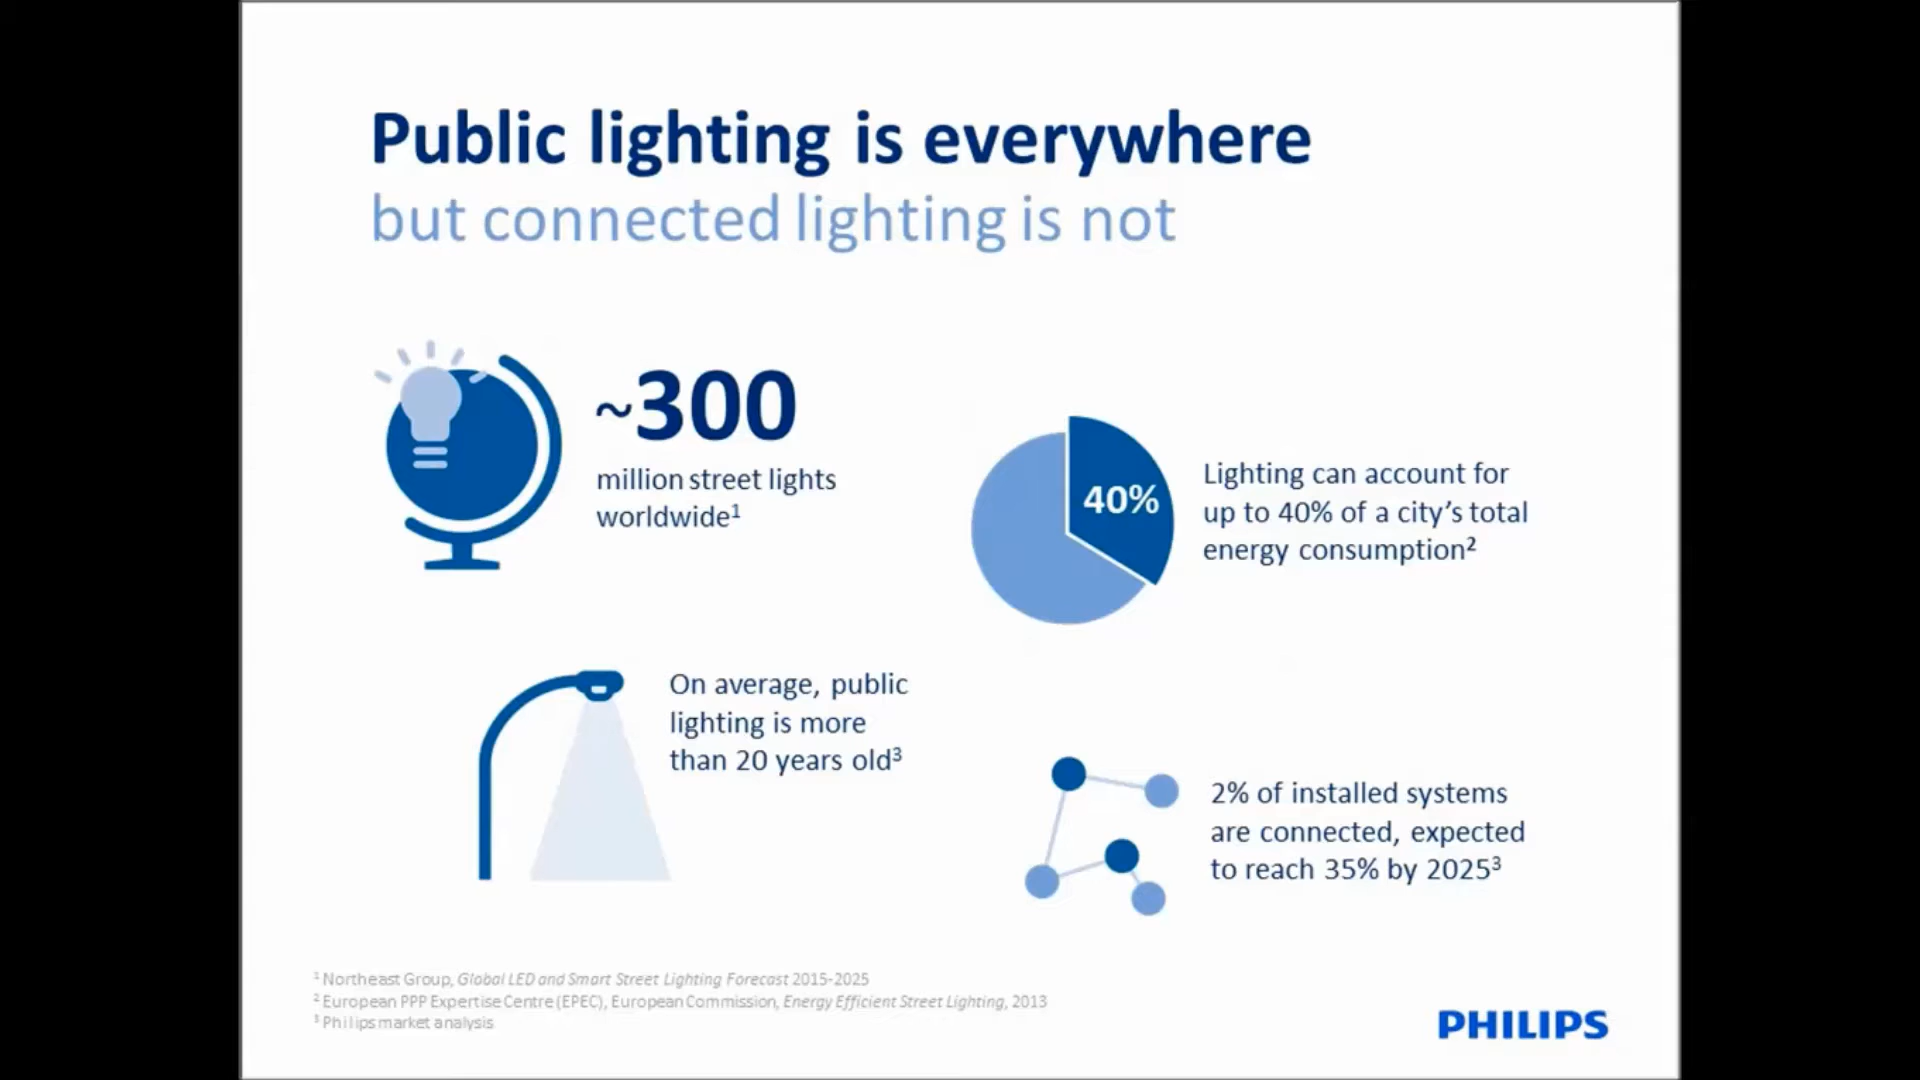 Public lighting is everywhere
but connected lighting is not
~300
million street lights
worldwide¹
40%
Lighting can account for
up to 40% of a city’s total
energy consumption²
On average, public
lighting is more
than 20 years old³
2% of installed systems
are connected, expected
to reach 35% by 2025³
¹ Northeast Group, Global LED and Smart Street Lighting Forecast 2015-2025
² European PPP Expertise Centre (EPEC), European Commission, Energy Efficient Street Lighting, 2013
³ Philips market analysis
PHILIPS